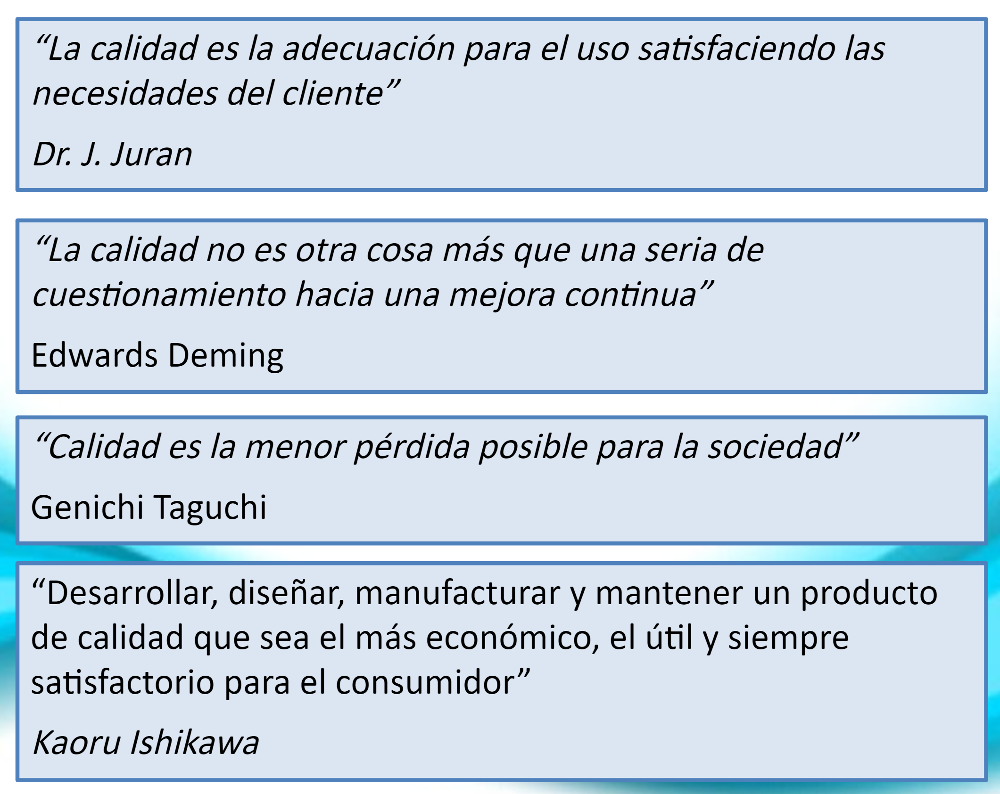 “La calidad es la adecuación para el uso satisfaciendo las
necesidades del cliente”
Dr. J. Juran
“La calidad no es otra cosa más que una seria de
cuestionamiento hacia una mejora continua”
Edwards Deming
“Calidad es la menor pérdida posible para la sociedad”
Genichi Taguchi
“Desarrollar, diseñar, manufacturar y mantener un producto
de calidad que sea el más económico, el útil y siempre
satisfactorio para el consumidor”
Kaoru Ishikawa